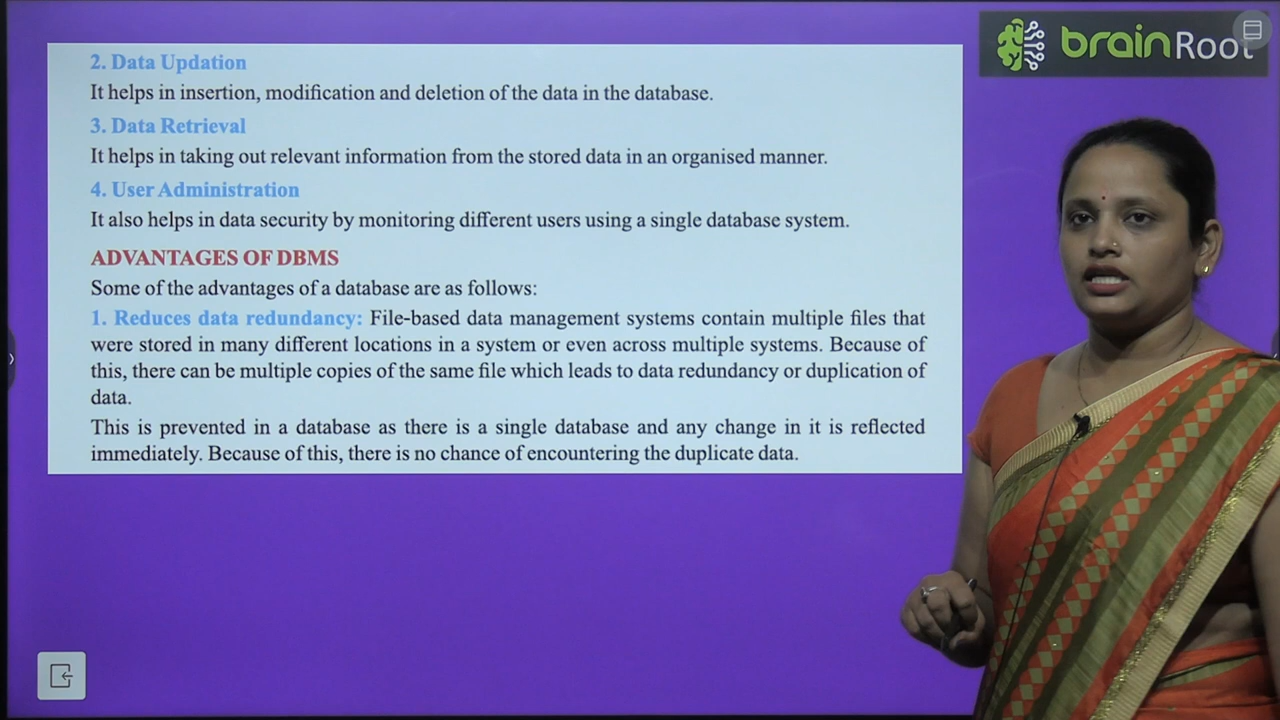 brainRoot
2. Data Updation
It helps in insertion, modification and deletion of the data in the database.
3. Data Retrieval
It helps in taking out relevant information from the stored data in an organised manner.
4. User Administration
It also helps in data security by monitoring different users using a single database system.
ADVANTAGES OF DBMS
Some of the advantages of a database are as follows:
1. Reduces data redundancy: File-based data management systems contain multiple files that
were stored in many different locations in a system or even across multiple systems. Because of
this, there can be multiple copies of the same file which leads to data redundancy or duplication of
data.
This is prevented in a database as there is a single database and any change in it is reflected
immediately. Because of this, there is no chance of encountering the duplicate data.